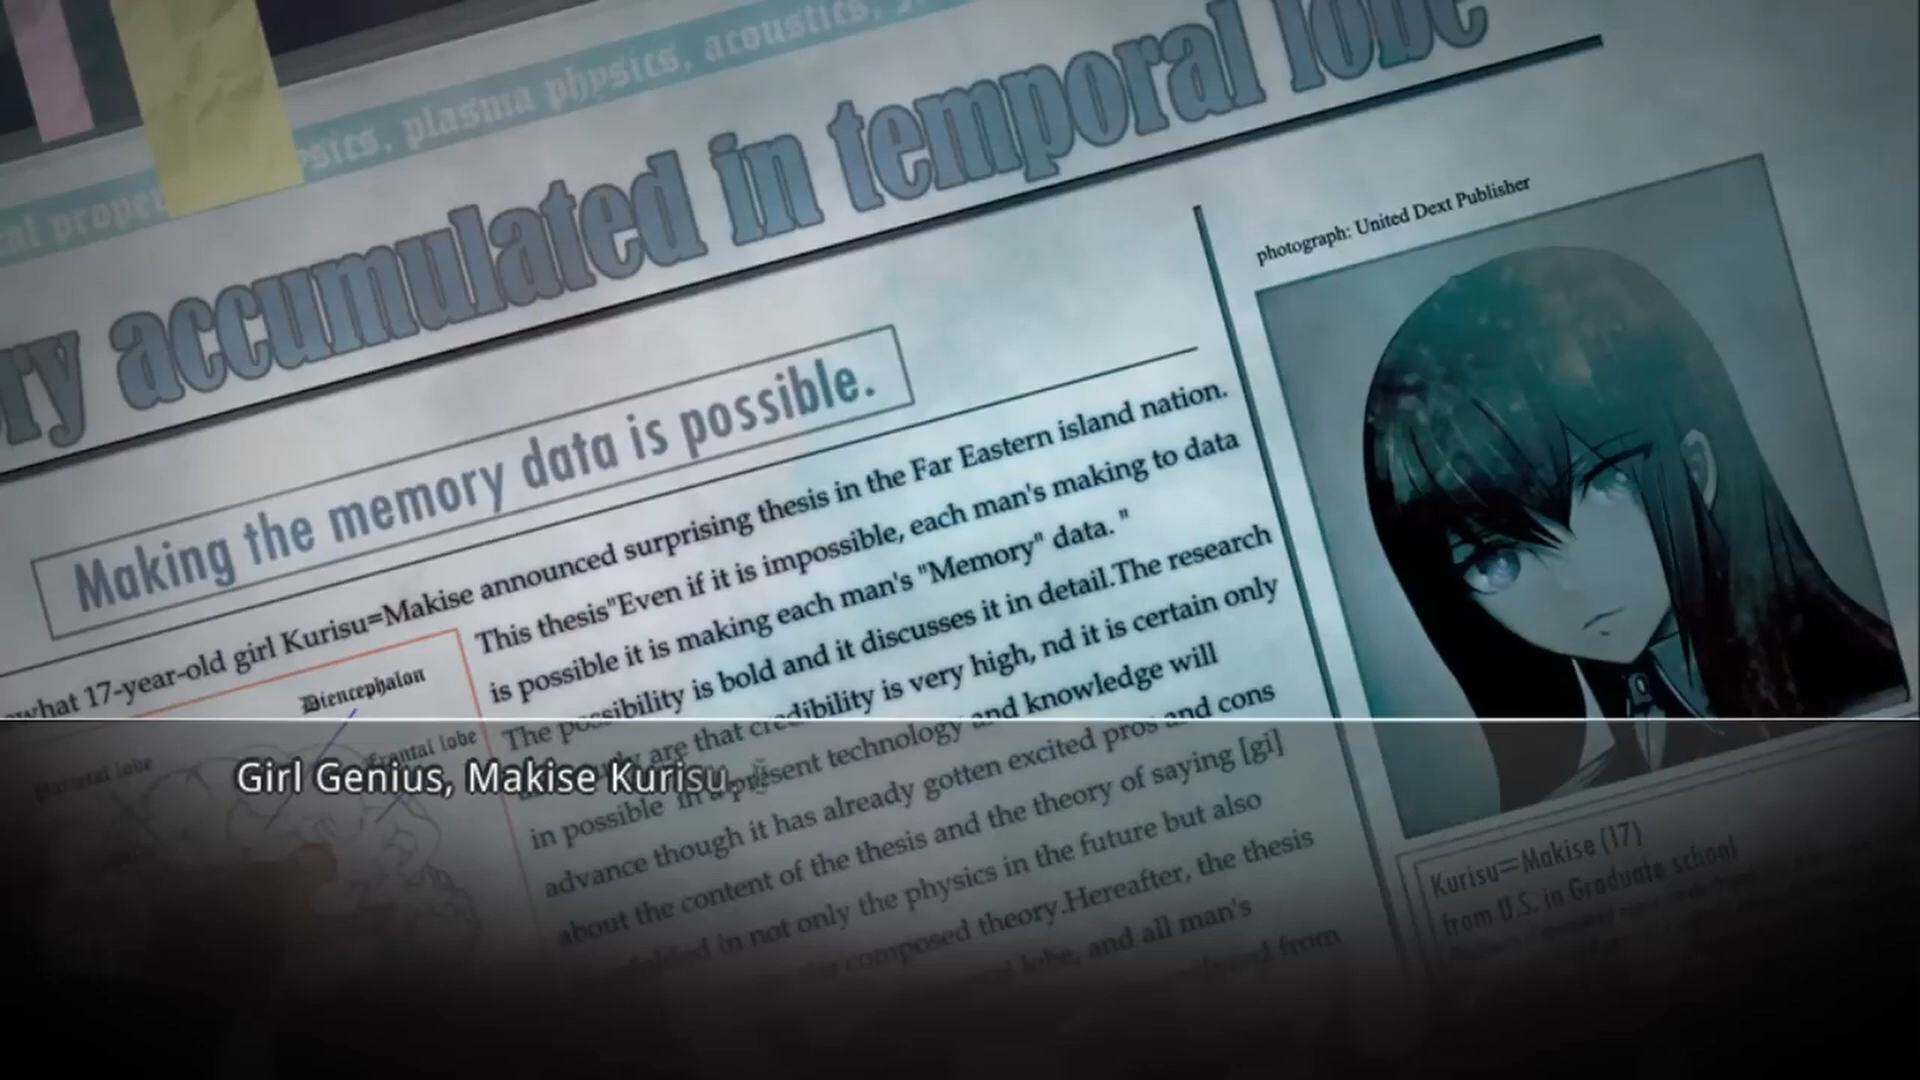 physics, plasma physics, acoustics,
ry accumulated in temporal lobe
photograph: United Dext Publisher
Making the memory data is possible.
what 17-year-old girl Kurisu=Makise announced surprising thesis in the Far Eastern island nation.
This thesis"Even if it is impossible, each man's making to data
is possible it is making each man's "Memory" data. "
The possibility is bold and it discusses it in detail.The research
are that credibility is very high, nd it is certain only
in possible in a present technology and knowledge will
advance though it has already gotten excited pros and cons
about the content of the thesis and the theory of saying [gi]
in not only the physics in the future but also
composed theory.Hereafter, the thesis
lobe, and all man's
from
Diencephalon
frontal lobe
Kurisu=Makise (17)
from U.S. in Graduate school
Girl Genius, Makise Kurisu.